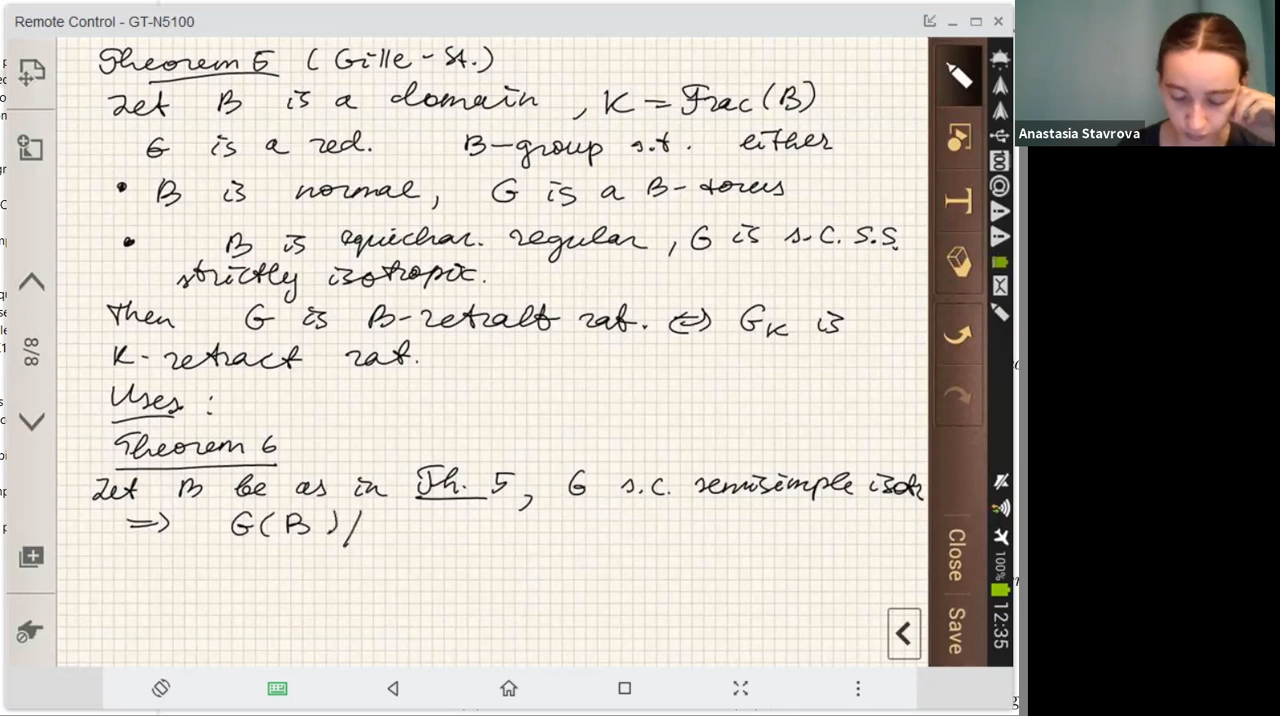 Remote Control - GT-N5100
Theorem 5 (Gille - St.)
Let B is a domain, K = Frac(B)
G is a red. B-group s.t. either
• B is normal, G is a B-torus
• B is equichar. regular, G is s.c. s.s.
strictly isotropic.
Then G is B-retract rat. ⇔ G_K is
K-retract rat.
Uses:
Theorem 6
Let B be as in Th. 5, G s.c. semisimple isotr
⇒ G(B)/
8/8
Close
Save
100%
12:35
Anastasia Stavrova